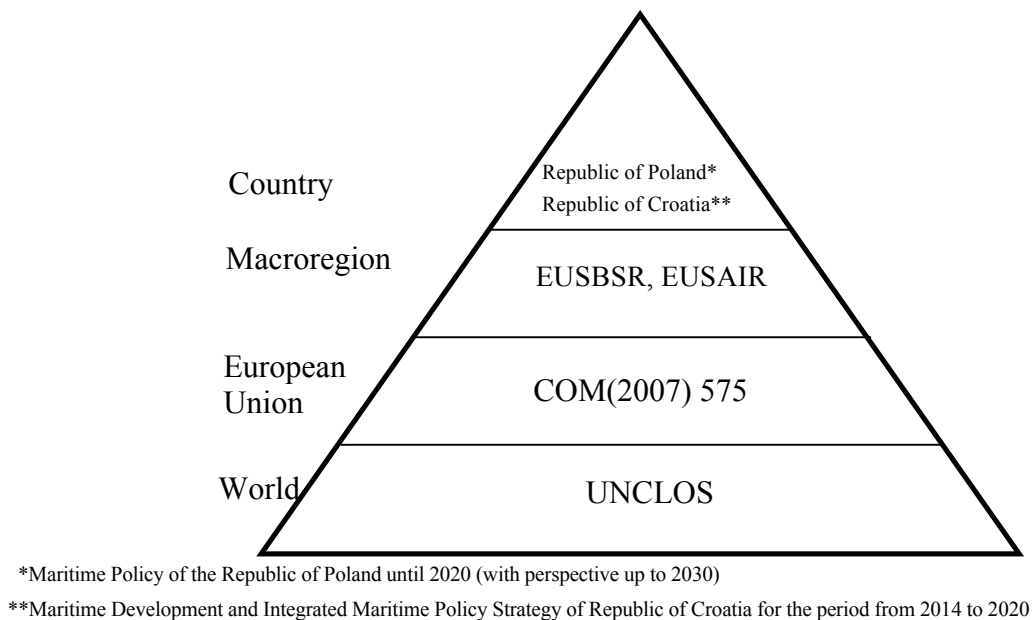 Country
Republic of Poland*
Republic of Croatia**
Macroregion
EUSBSR, EUSAIR
European
Union
COM(2007) 575
World
UNCLOS
*Maritime Policy of the Republic of Poland until 2020 (with perspective up to 2030)
**Maritime Development and Integrated Maritime Policy Strategy of Republic of Croatia for the period from 2014 to 2020